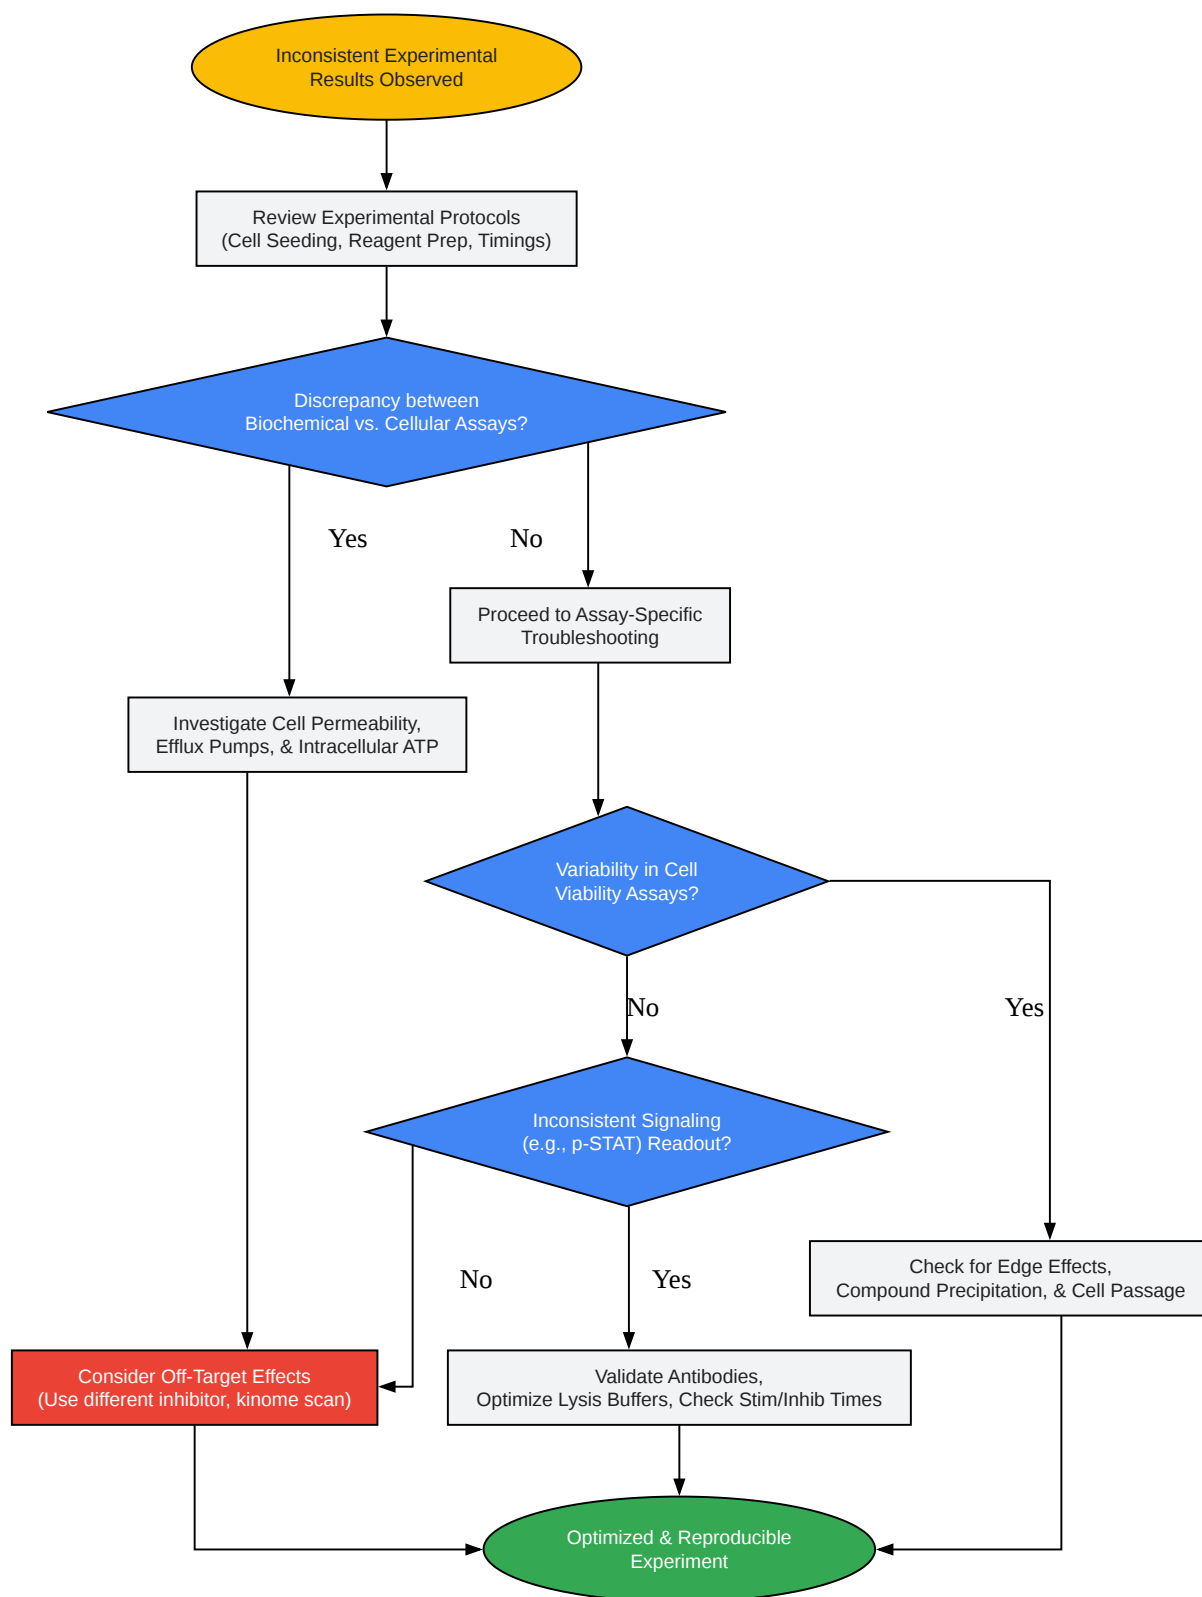 Inconsistent Experimental
Results Observed
Review Experimental Protocols
(Cell Seeding, Reagent Prep, Timings)
Discrepancy between
Biochemical vs. Cellular Assays?
Yes
No
Proceed to Assay-Specific
Troubleshooting
Investigate Cell Permeability,
Efflux Pumps, & Intracellular ATP
Variability in Cell
Viability Assays?
No
Yes
Inconsistent Signaling
(e.g., p-STAT) Readout?
No
Yes
Check for Edge Effects,
Compound Precipitation, & Cell Passage
Consider Off-Target Effects
(Use different inhibitor, kinome scan)
Validate Antibodies,
Optimize Lysis Buffers, Check Stim/Inhib Times
Optimized & Reproducible
Experiment